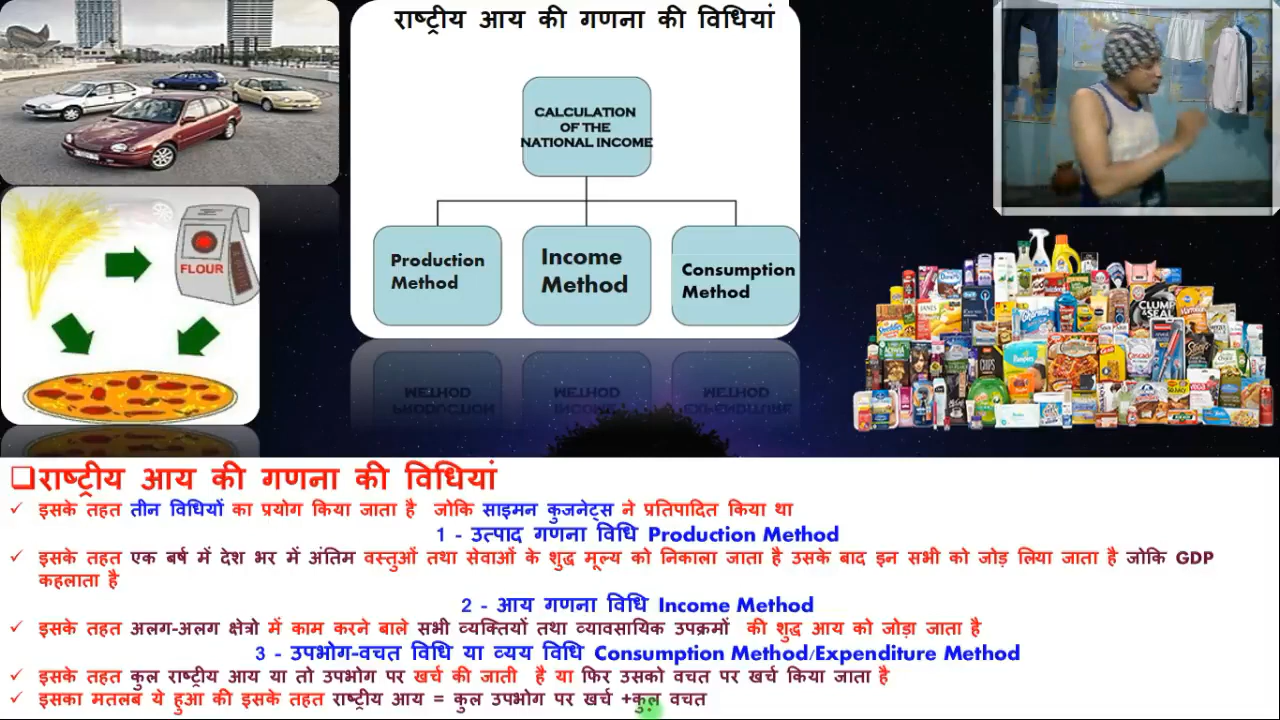 राष्ट्रीय आय की गणना की विधियां
CALCULATION
OF THE
NATIONAL INCOME
Production
Method
Income
Method
Consumption
Method
FLOUR
❑राष्ट्रीय आय की गणना की विधियां
✓ इसके तहत तीन विधियों का प्रयोग किया जाता है जोकि साइमन कुजनेट्स ने प्रतिपादित किया था
1 - उत्पाद गणना विधि Production Method
✓ इसके तहत एक बर्ष में देश भर में अंतिम वस्तुओं तथा सेवाओं के शुद्ध मूल्य को निकाला जाता है उसके बाद इन सभी को जोड़ लिया जाता है जोकि GDP
कहलाता है
2 - आय गणना विधि Income Method
✓ इसके तहत अलग-अलग क्षेत्रो में काम करने बाले सभी व्यक्तियों तथा व्यावसायिक उपक्रमों की शुद्ध आय को जोड़ा जाता है
3 - उपभोग-वचत विधि या व्यय विधि Consumption Method/Expenditure Method
✓ इसके तहत कुल राष्ट्रीय आय या तो उपभोग पर खर्च की जाती है या फिर उसको वचत पर खर्च किया जाता है
✓ इसका मतलब ये हुआ की इसके तहत राष्ट्रीय आय = कुल उपभोग पर खर्च +कुल वचत